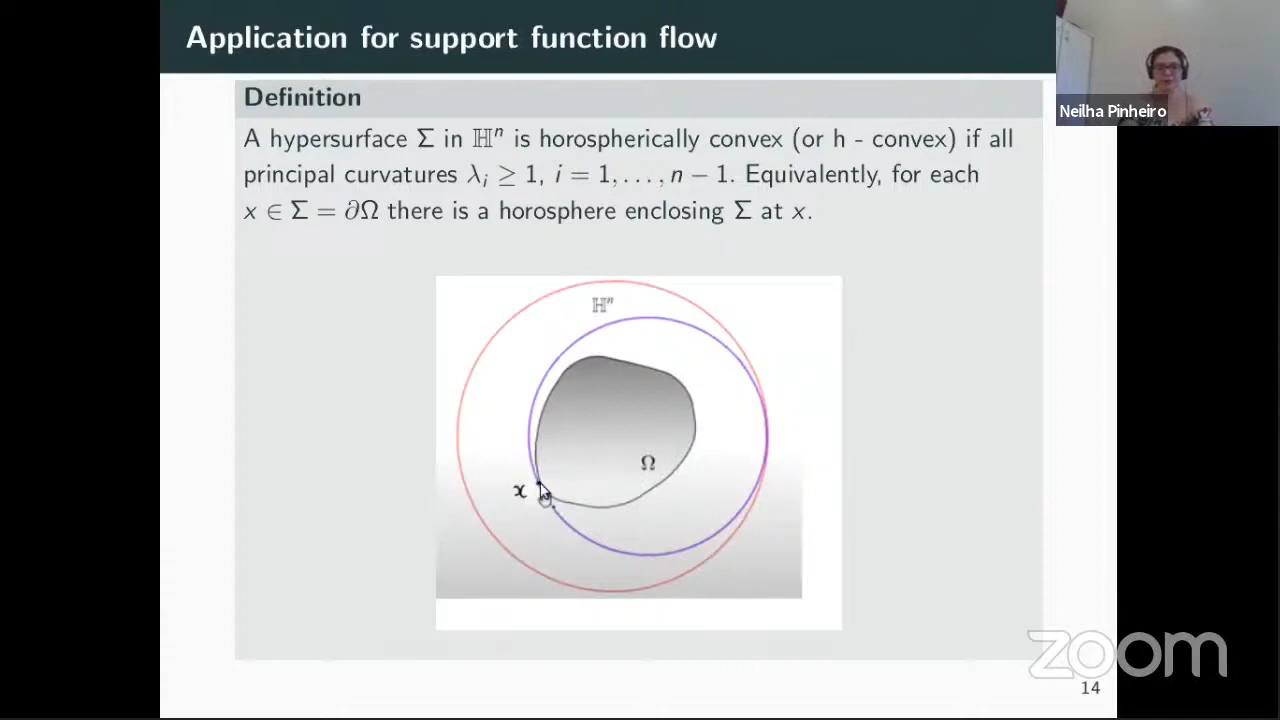 Application for support function flow
Definition
A hypersurface Σ in ℍⁿ is horospherically convex (or h - convex) if all
principal curvatures λᵢ ≥ 1, i = 1, . . . , n − 1. Equivalently, for each
x ∈ Σ = ∂Ω there is a horosphere enclosing Σ at x.
ℍⁿ
Ω
x
Neilha Pinheiro
zoom
14